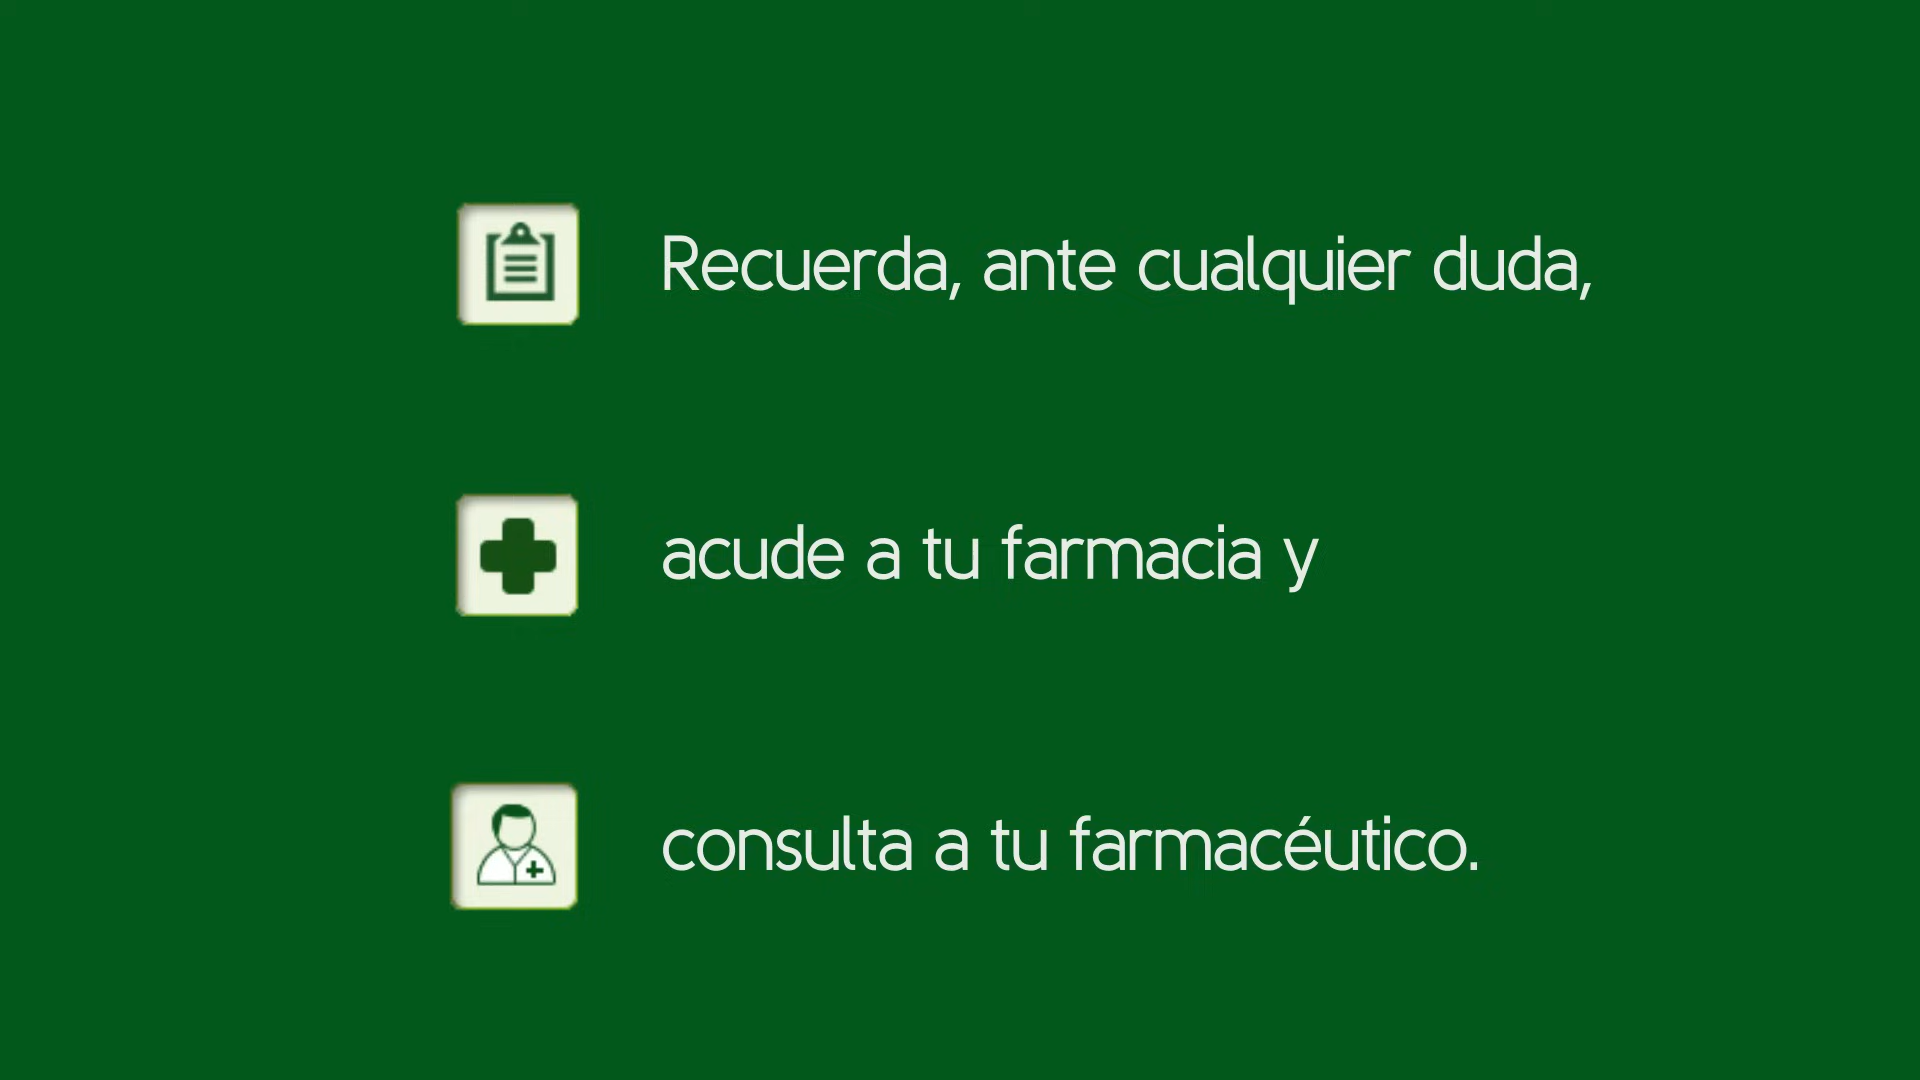 Recuerda, ante cualquier duda,
acude a tu farmacia y
consulta a tu farmacéutico.